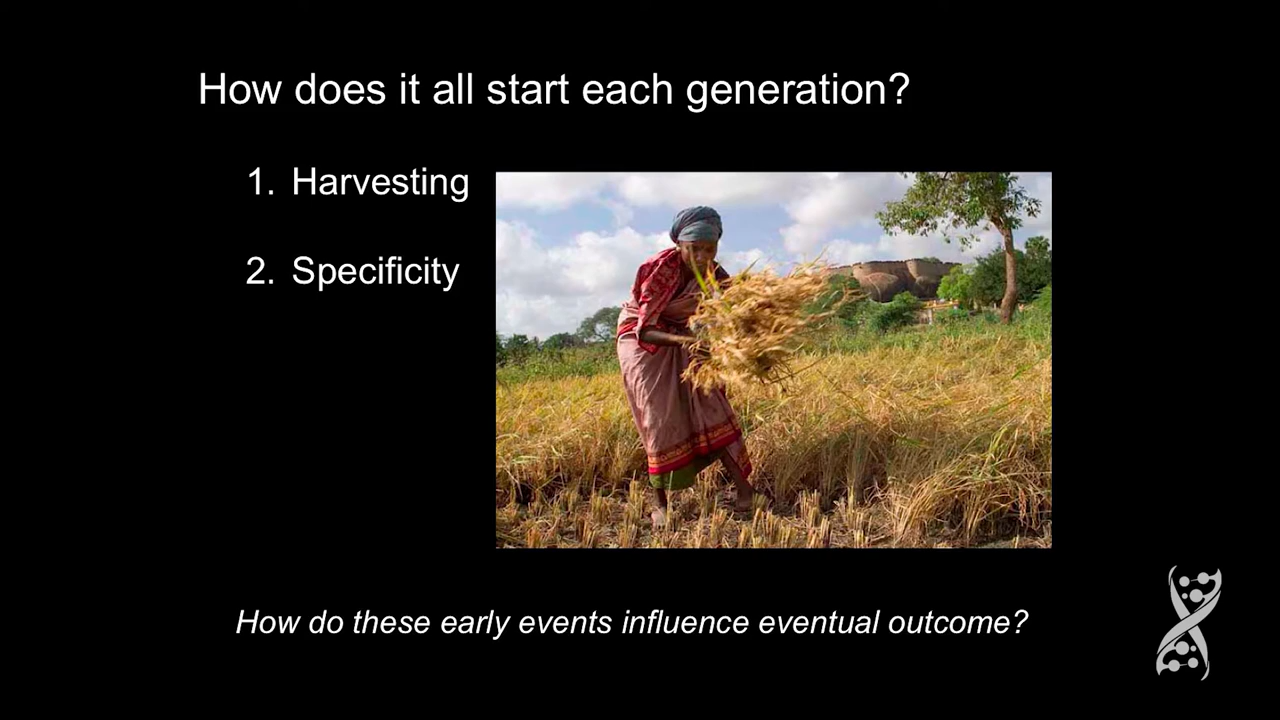 How does it all start each generation?
1. Harvesting
2. Specificity
How do these early events influence eventual outcome?